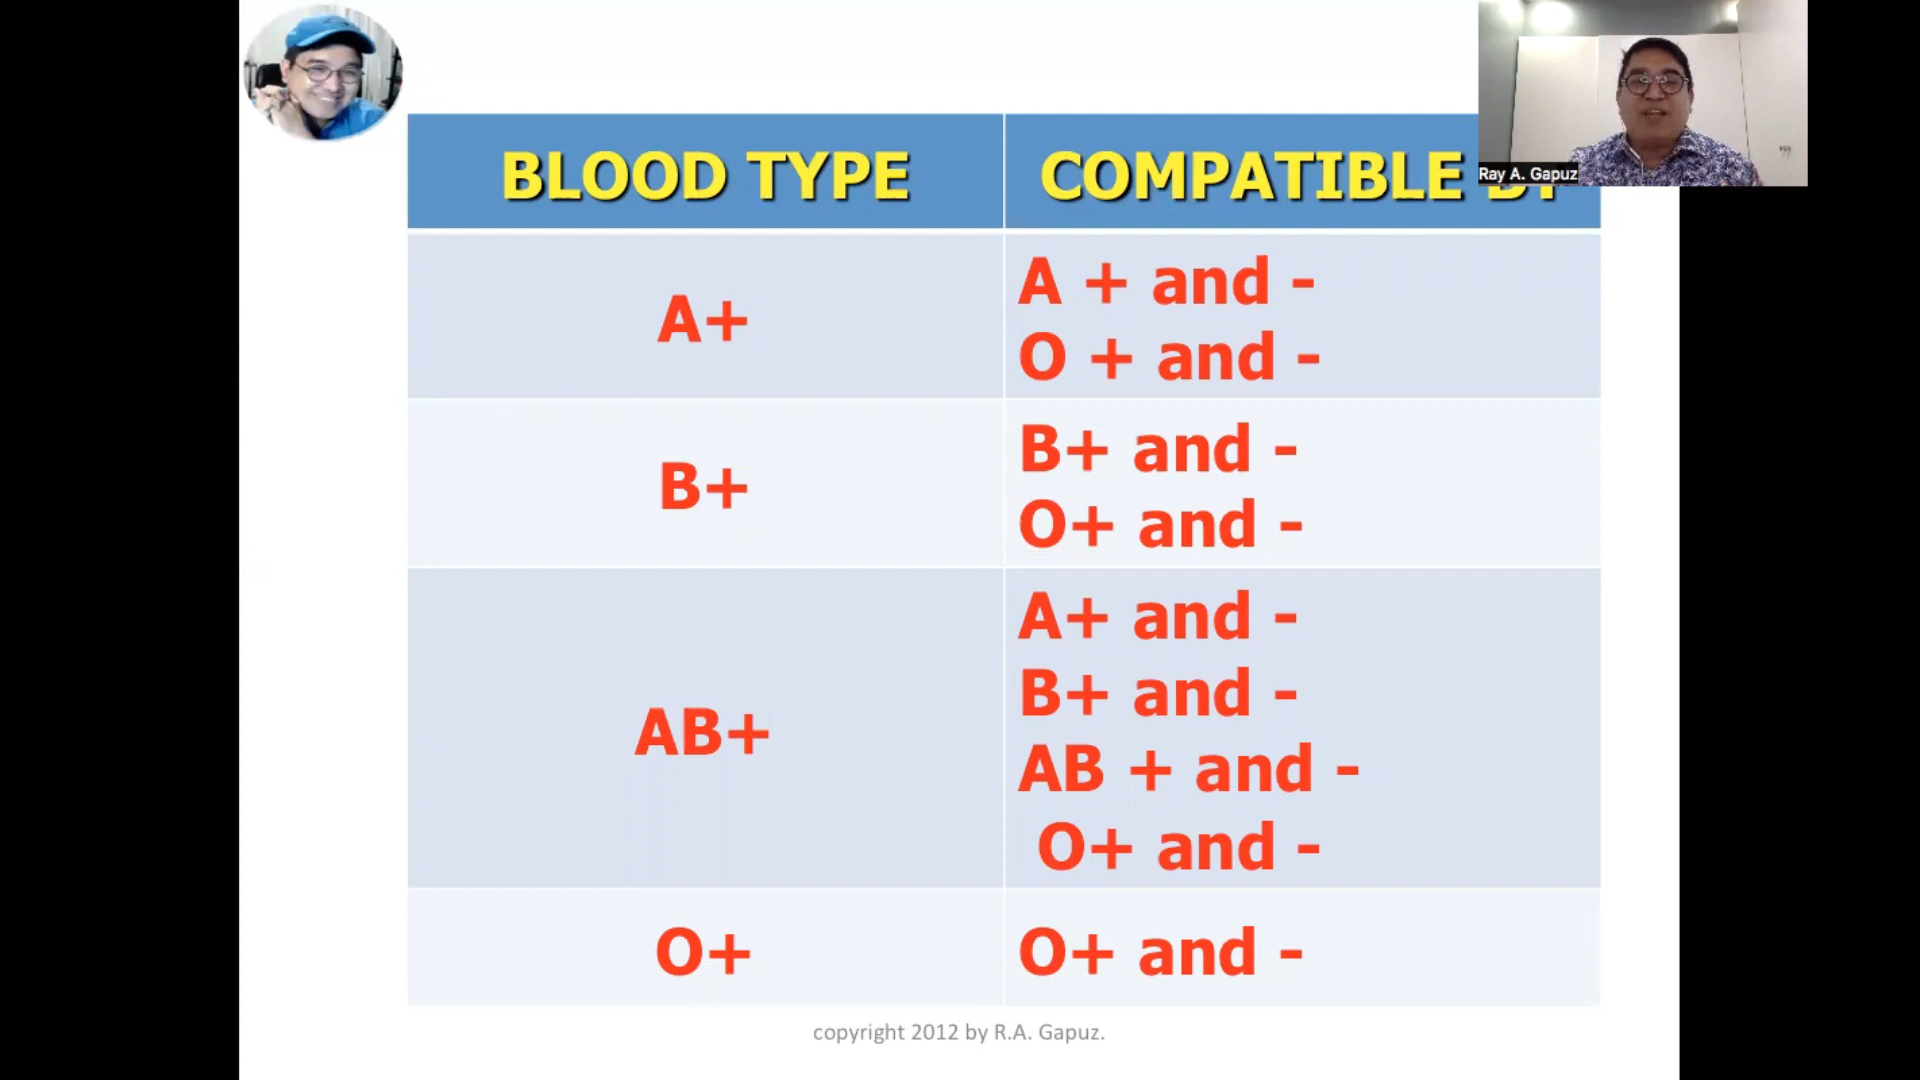 BLOOD TYPE
COMPATIBLE
Ray A. Gapuz
A+
A + and -
O + and -
B+
B+ and -
O+ and -
AB+
A+ and -
B+ and -
AB + and -
O+ and -
O+
O+ and -
copyright 2012 by R.A. Gapuz.